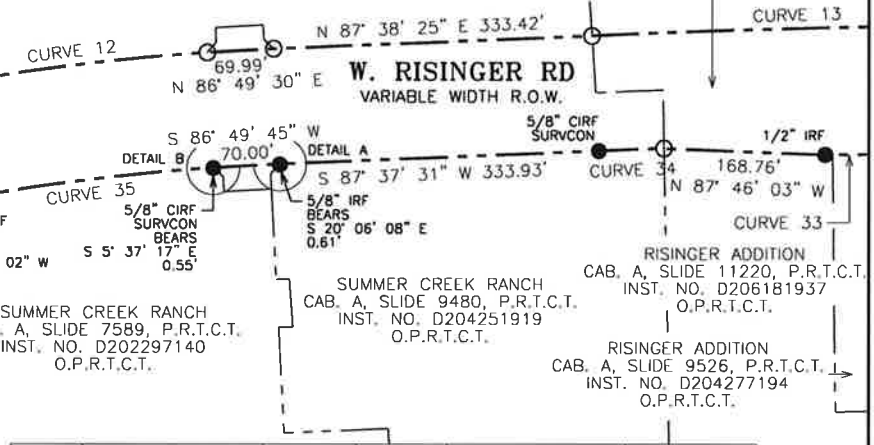 N 87° 38' 25" E 333.42'
CURVE 13
CURVE 12
69.99'
N 86° 49' 30" E
W. RISINGER RD
VARIABLE WIDTH R.O.W.
S 86° 49' 45" W
70.00'
DETAIL B
DETAIL A
5/8" CIRF
SURVCON
1/2" IRF
S 87° 37' 31" W 333.93'
CURVE 34
168.76'
N 87° 46' 03" W
CURVE 35
CURVE 33
5/8" CIRF
SURVCON
BEARS
S 5° 37' 17" E
0.55'
5/8" IRF
BEARS
S 20° 06' 08" E
0.61'
F
02" W
RISINGER ADDITION
CAB. A, SLIDE 11220, P.R.T.C.T.
INST. NO. D206181937
O.P.R.T.C.T.
SUMMER CREEK RANCH
CAB. A, SLIDE 9480, P.R.T.C.T.
INST. NO. D204251919
O.P.R.T.C.T.
SUMMER CREEK RANCH
. A, SLIDE 7589, P.R.T.C.T.
INST. NO. D202297140
O.P.R.T.C.T.
RISINGER ADDITION
CAB. A, SLIDE 9526, P.R.T.C.T.
INST. NO. D204277194
O.P.R.T.C.T.